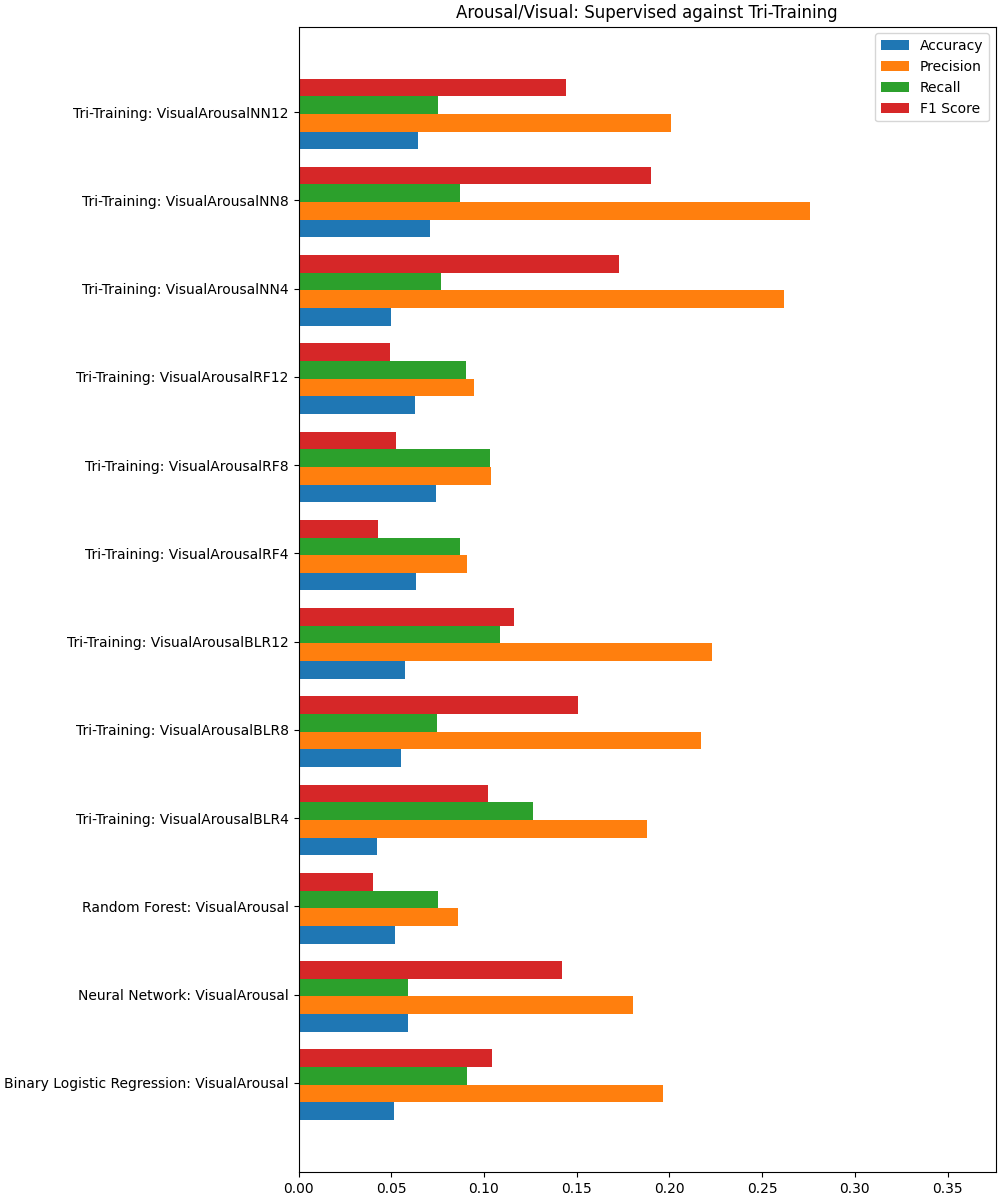 Arousal/Visual: Supervised against Tri-Training
Accuracy
Precision
Recall
F1 Score
Tri-Training: VisualArousalNN12
Tri-Training: VisualArousalNN8
Tri-Training: VisualArousalNN4
Tri-Training: VisualArousalRF12
Tri-Training: VisualArousalRF8
Tri-Training: VisualArousalRF4
Tri-Training: VisualArousalBLR12
Tri-Training: VisualArousalBLR8
Tri-Training: VisualArousalBLR4
Random Forest: VisualArousal
Neural Network: VisualArousal
Binary Logistic Regression: VisualArousal
0.00 0.05 0.10 0.15 0.20 0.25 0.30 0.35